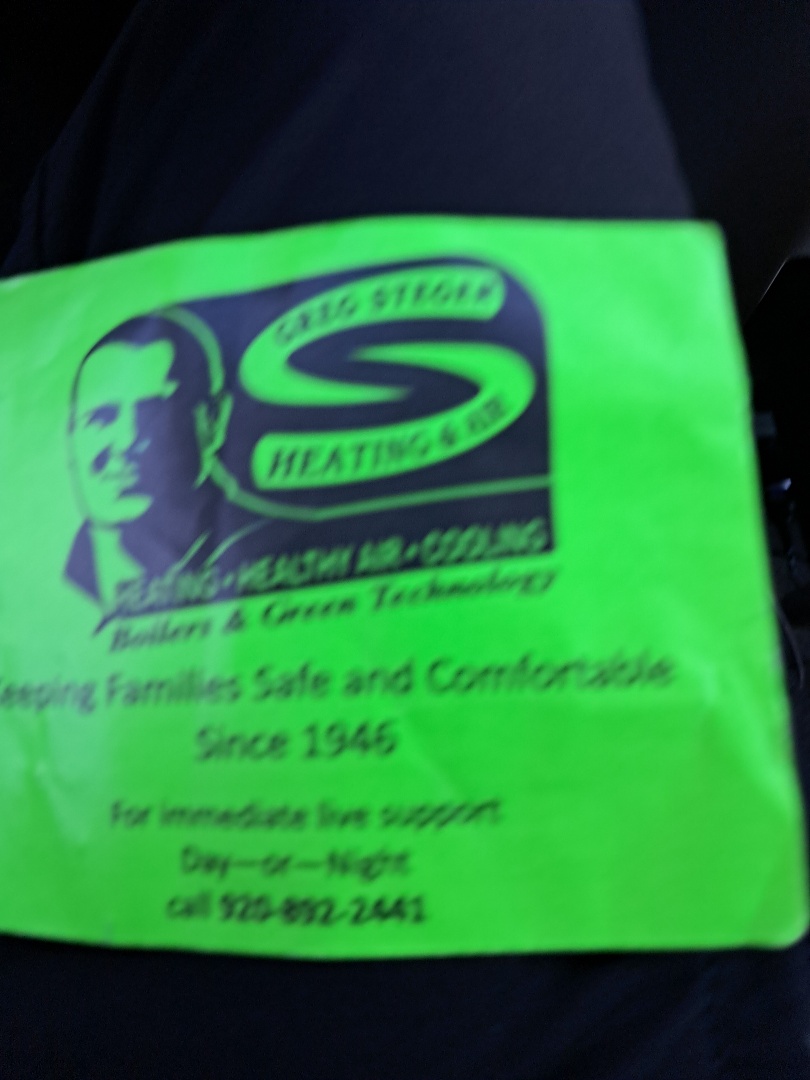 GREG STEGER
HEATING & AIR
HEATING • HEALTHY AIR • COOLING
Boilers & Green Technology
Keeping Families Safe and Comfortable
Since 1946
For immediate live support
Day—or—Night
call 920-892-2441